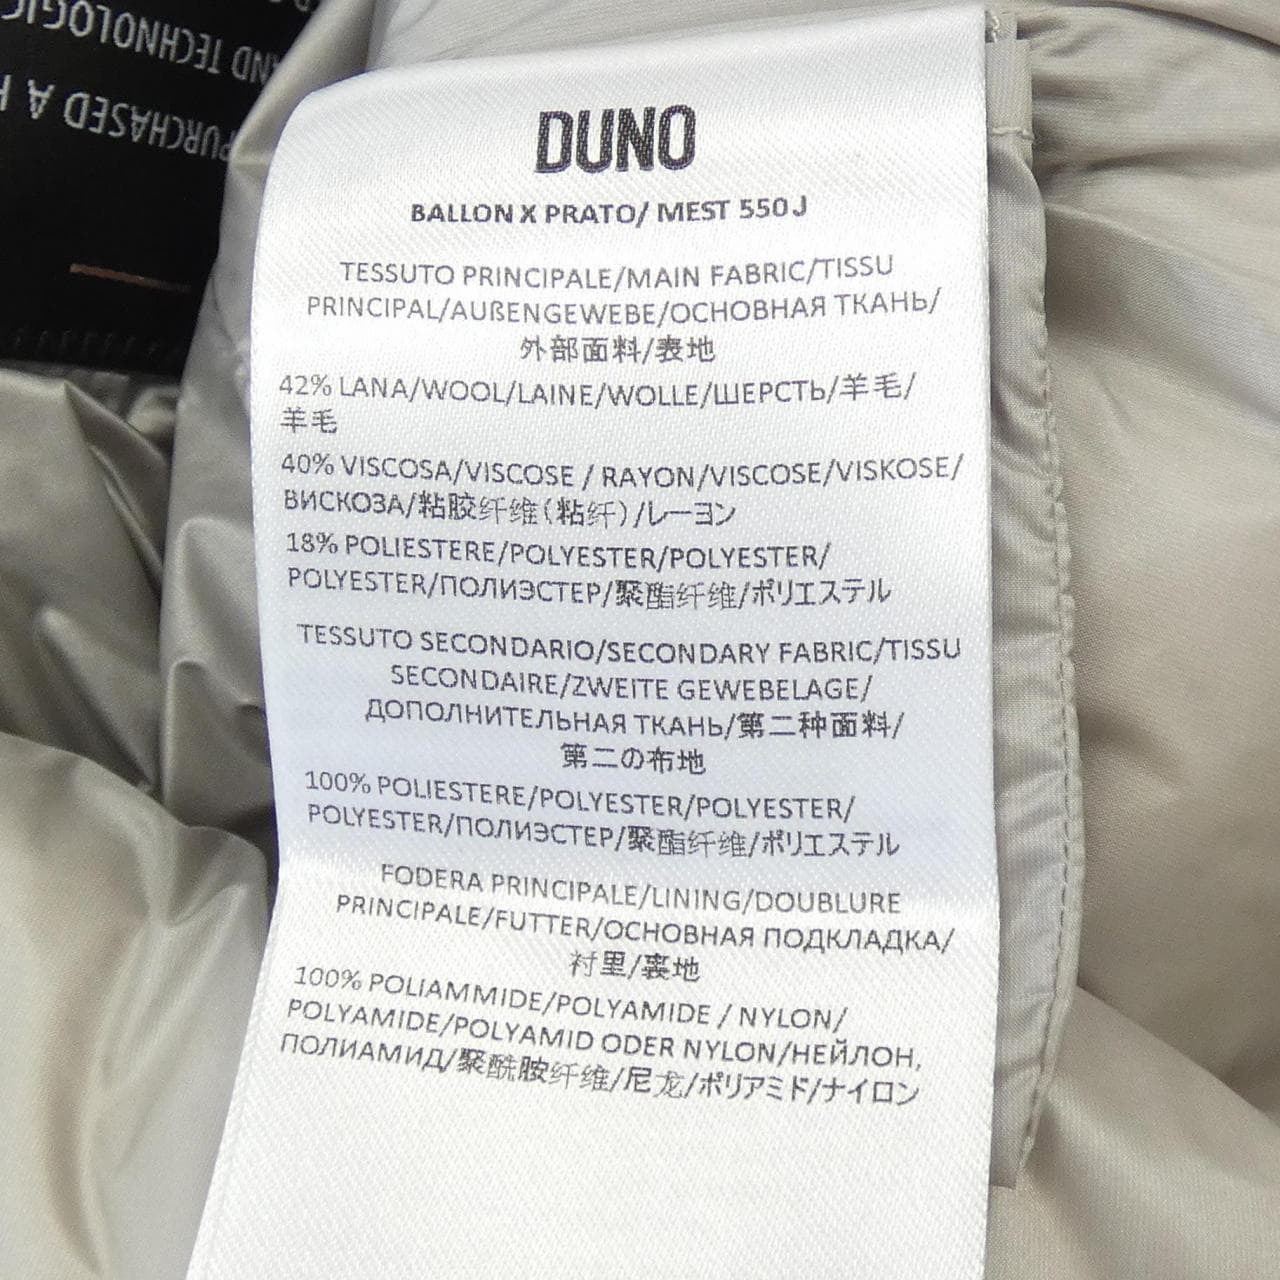 AND TECHNOLOGIC
PURCHASED A
DUNO
BALLON X PRATO/ MEST 550J
TESSUTO PRINCIPALE/MAIN FABRIC/TISSU
PRINCIPAL/AUßENGEWEBE/ОСНОВНАЯ ТКАНЬ/
外部面料/表地
42% LANA/WOOL/LAINE/WOLLE/ШЕРСТЬ/羊毛/
羊毛
40% VISCOSA/VISCOSE / RAYON/VISCOSE/VISKOSE/
ВИСКОЗА/粘胶纤维(粘纤)/レーヨン
18% POLIESTERE/POLYESTER/POLYESTER/
POLYESTER/ПОЛИЭСТЕР/聚酯纤维/ポリエステル
TESSUTO SECONDARIO/SECONDARY FABRIC/TISSU
SECONDAIRE/ZWEITE GEWEBELAGE/
ДОПОЛНИТЕЛЬНАЯ ТКАНЬ/第二种面料/
第二の布地
100% POLIESTERE/POLYESTER/POLYESTER/
POLYESTER/ПОЛИЭСТЕР/聚酯纤维/ポリエステル
FODERA PRINCIPALE/LINING/DOUBLURE
PRINCIPALE/FUTTER/ОСНОВНАЯ ПОДКЛАДКА/
衬里/裏地
100% POLIAMMIDE/POLYAMIDE / NYLON/
POLYAMIDE/POLYAMID ODER NYLON/НЕЙЛОН,
ПОЛИАМИД/聚酰胺纤维/尼龙/ポリアミド/ナイロン